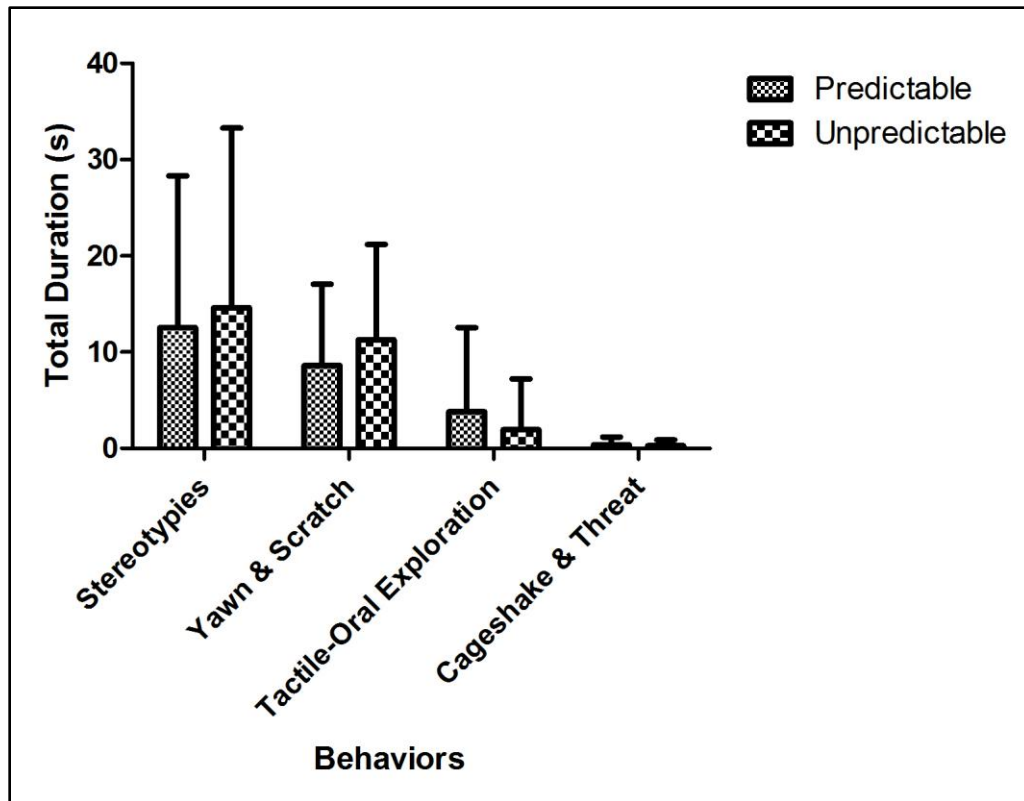 40
30
20
10
0
Total Duration (s)
Predictable
Unpredictable
Stereotypies
Yawn & Scratch
Tactile-Oral Exploration
Cageshake & Threat
Behaviors